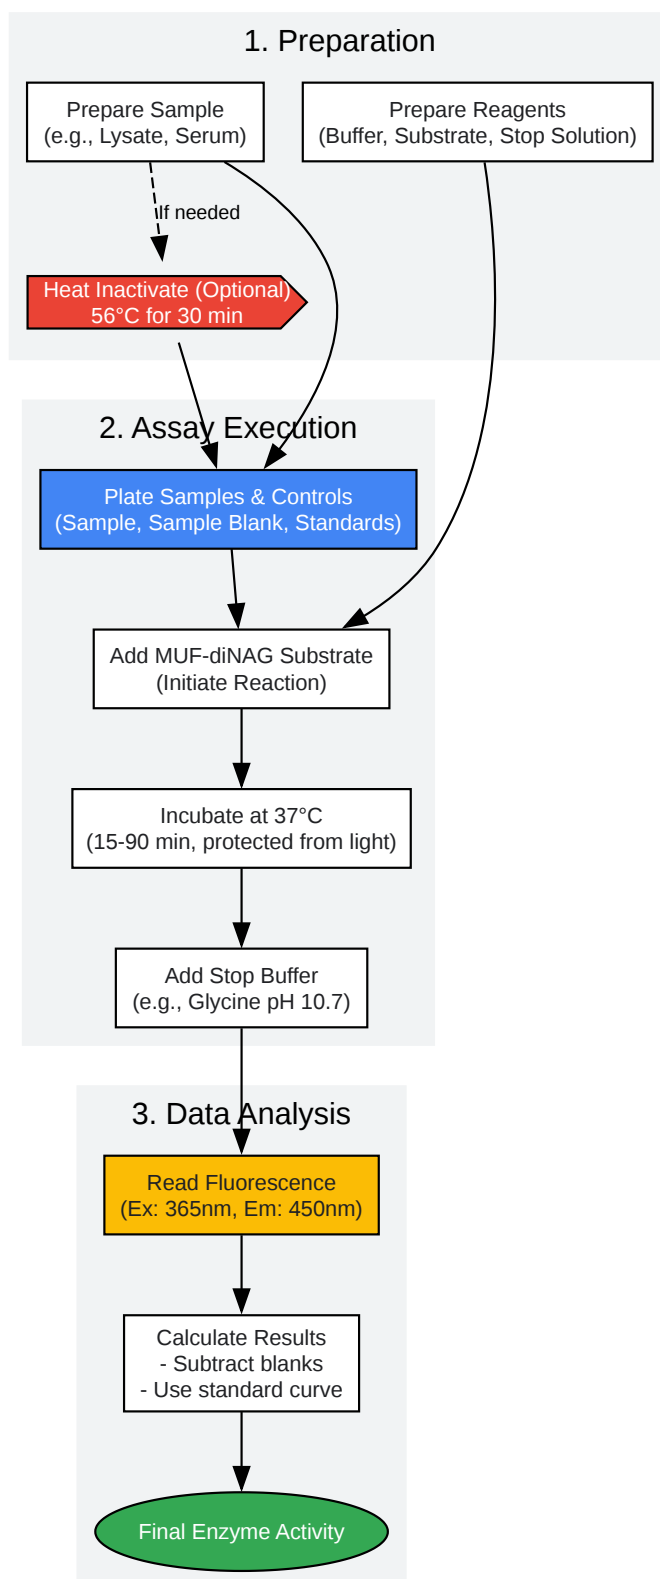 1. Preparation
Prepare Sample
(e.g., Lysate, Serum)
Prepare Reagents
(Buffer, Substrate, Stop Solution)
If needed
Heat Inactivate (Optional)
56°C for 30 min
2. Assay Execution
Plate Samples & Controls
(Sample, Sample Blank, Standards)
Add MUF-diNAG Substrate
(Initiate Reaction)
Incubate at 37°C
(15-90 min, protected from light)
Add Stop Buffer
(e.g., Glycine pH 10.7)
3. Data Analysis
Read Fluorescence
(Ex: 365nm, Em: 450nm)
Calculate Results
- Subtract blanks
- Use standard curve
Final Enzyme Activity